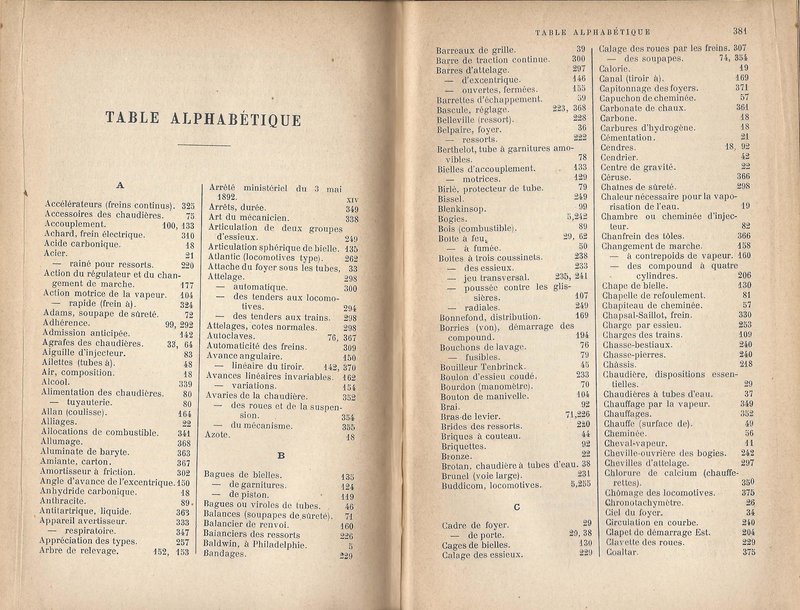 TABLE ALPHABÉTIQUE
A
Accélérateurs (freins continus). 325
Accessoires des chaudières. 75
Accouplement. 100, 133
Achard, frein électrique. 310
Acide carbonique. 18
Acier. 21
— rainé pour ressorts. 220
Action du régulateur et du chan-
gement de marche. 177
Action motrice de la vapeur. 104
— rapide (frein à). 324
Adams, soupape de sûreté. 72
Adhérence. 99, 292
Admission anticipée. 142
Agrafes des chaudières. 33, 64
Aiguille d'injecteur. 83
Ailettes (tubes à). 48
Air, composition. 18
Alcool. 339
Alimentation des chaudières. 80
— tuyauterie. 80
Allan (coulisse). 164
Alliages. 22
Allocations de combustible. 341
Allumage. 368
Aluminate de baryte. 363
Amiante, carton. 367
Amortisseur à friction. 302
Angle d'avance de l'excentrique. 150
Anhydride carbonique. 18
Anthracite. 89
Antitartrique, liquide. 363
Appareil avertisseur. 333
— respiratoire. 347
Appréciation des types. 257
Arbre de relevage. 152, 153
Arrêté ministériel du 3 mai
1892. XIV
Arrêts, durée. 349
Art du mécanicien. 338
Articulation de deux groupes
d'essieux. 249
Articulation sphérique de bielle. 135
Atlantic (locomotives type). 262
Attache du foyer sous les tubes, 33
Attelage. 298
— automatique. 300
— des tenders aux locomo-
tives. 294
— des tenders aux trains. 298
Attelages, cotes normales. 298
Autoclaves. 76, 367
Automaticité des freins. 309
Avance angulaire. 150
— linéaire du tiroir. 142, 370
Avances linéaires invariables. 162
— variations. 154
Avaries de la chaudière. 352
— des roues et de la suspen-
sion. 354
— du mécanisme. 355
Azote. 18
B
Bagues de bielles. 135
— de garnitures. 124
— de piston. 119
Bagues ou viroles de tubes. 46
Balances (soupapes de sûreté). 71
Balancier de renvoi. 160
Balanciers des ressorts 226
Baldwin, à Philadelphie. 5
Bandages. 229
TABLE ALPHABÉTIQUE 381
Barreaux de grille. 39
Barre de traction continue. 300
Barres d'attelage. 297
— d'excentrique. 146
— ouvertes, fermées. 155
Barrettes d'échappement. 59
Bascule, réglage. 223, 368
Belleville (ressort). 228
Belpaire, foyer. 36
— ressorts. 222
Berthelot, tube à garnitures amo-
vibles. 78
Bielles d'accouplement. 133
— motrices. 129
Birlé, protecteur de tube. 79
Bissel. 249
Blenkinsop. 99
Bogies. 5,242
Bois (combustible). 89
Boîte à feu. 29, 62
— à fumée. 50
Boîtes à trois coussinets. 238
— des essieux. 233
— jeu transversal. 235, 241
— poussée contre les glis-
sières. 107
— radiales. 249
Bonnefond, distribution. 169
Borries (von), démarrage des
compound. 194
Bouchons de lavage. 76
— fusibles. 79
Bouilleur Tenbrinck. 45
Boulon d'essieu coudé. 233
Bourdon (manomètre). 70
Bouton de manivelle. 104
Brai. 92
Bras de levier. 71,226
Brides des ressorts. 220
Briques à couteau. 44
Briquettes. 92
Bronze. 22
Brotan, chaudière à tubes d'eau. 38
Brunel (voie large). 231
Buddicom, locomotives. 5,255
C
Cadre de foyer. 29
— de porte. 29, 38
Cages de bielles. 130
Calage des essieux. 229
Calage des roues par les freins. 307
— des soupapes. 74, 354
Calorie. 19
Canal (tiroir à). 169
Capitonnage des foyers. 371
Capuchon de cheminée. 57
Carbonate de chaux. 361
Carbone. 18
Carbures d'hydrogène. 18
Cémentation. 21
Cendres. 18, 92
Cendrier. 42
Centre de gravité. 22
Céruse. 366
Chaînes de sûreté. 298
Chaleur nécessaire pour la vapo-
risation de l'eau. 19
Chambre ou cheminée d'injec-
teur. 82
Chanfrein des tôles. 366
Changement de marche. 158
— à contrepoids de vapeur. 160
— des compound à quatre
cylindres. 206
Chape de bielle. 130
Chapelle de refoulement. 81
Chapiteau de cheminée. 57
Chapsal-Saillot, frein. 330
Charge par essieu. 253
Charges des trains. 109
Chasse-bestiaux. 240
Chasse-pierres. 240
Châssis. 218
Chaudière, dispositions essen-
tielles. 29
Chaudières à tubes d'eau. 37
Chauffage par la vapeur. 349
Chauffages. 352
Chauffe (surface de). 49
Cheminée. 56
Cheval-vapeur. 11
Cheville-ouvrière des bogies. 242
Chevilles d'attelage. 297
Chlorure de calcium (chauffe-
rettes). 350
Chômage des locomotives. 375
Chronotachymètre. 26
Ciel du foyer. 34
Circulation en courbe. 240
Clapet de démarrage Est. 204
Clavette des roues. 229
Coaltar. 375